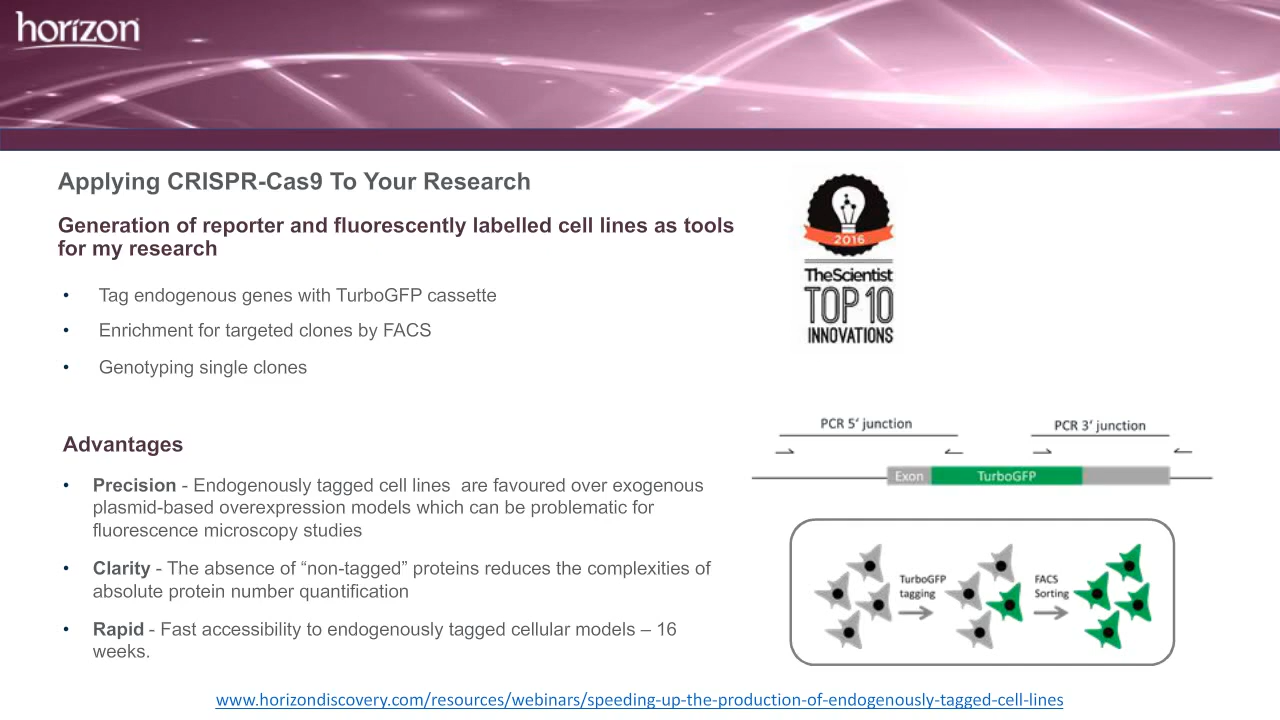 horizon
Applying CRISPR-Cas9 To Your Research
Generation of reporter and fluorescently labelled cell lines as tools
for my research
• Tag endogenous genes with TurboGFP cassette
• Enrichment for targeted clones by FACS
• Genotyping single clones
2016
TheScientist
TOP 10
INNOVATIONS
Advantages
• Precision - Endogenously tagged cell lines  are favoured over exogenous
plasmid-based overexpression models which can be problematic for
fluorescence microscopy studies
• Clarity - The absence of “non-tagged” proteins reduces the complexities of
absolute protein number quantification
• Rapid - Fast accessibility to endogenously tagged cellular models – 16
weeks.
PCR 5’ junction
PCR 3’ junction
Exon
TurboGFP
TurboGFP
tagging
FACS
Sorting
www.horizondiscovery.com/resources/webinars/speeding-up-the-production-of-endogenously-tagged-cell-lines